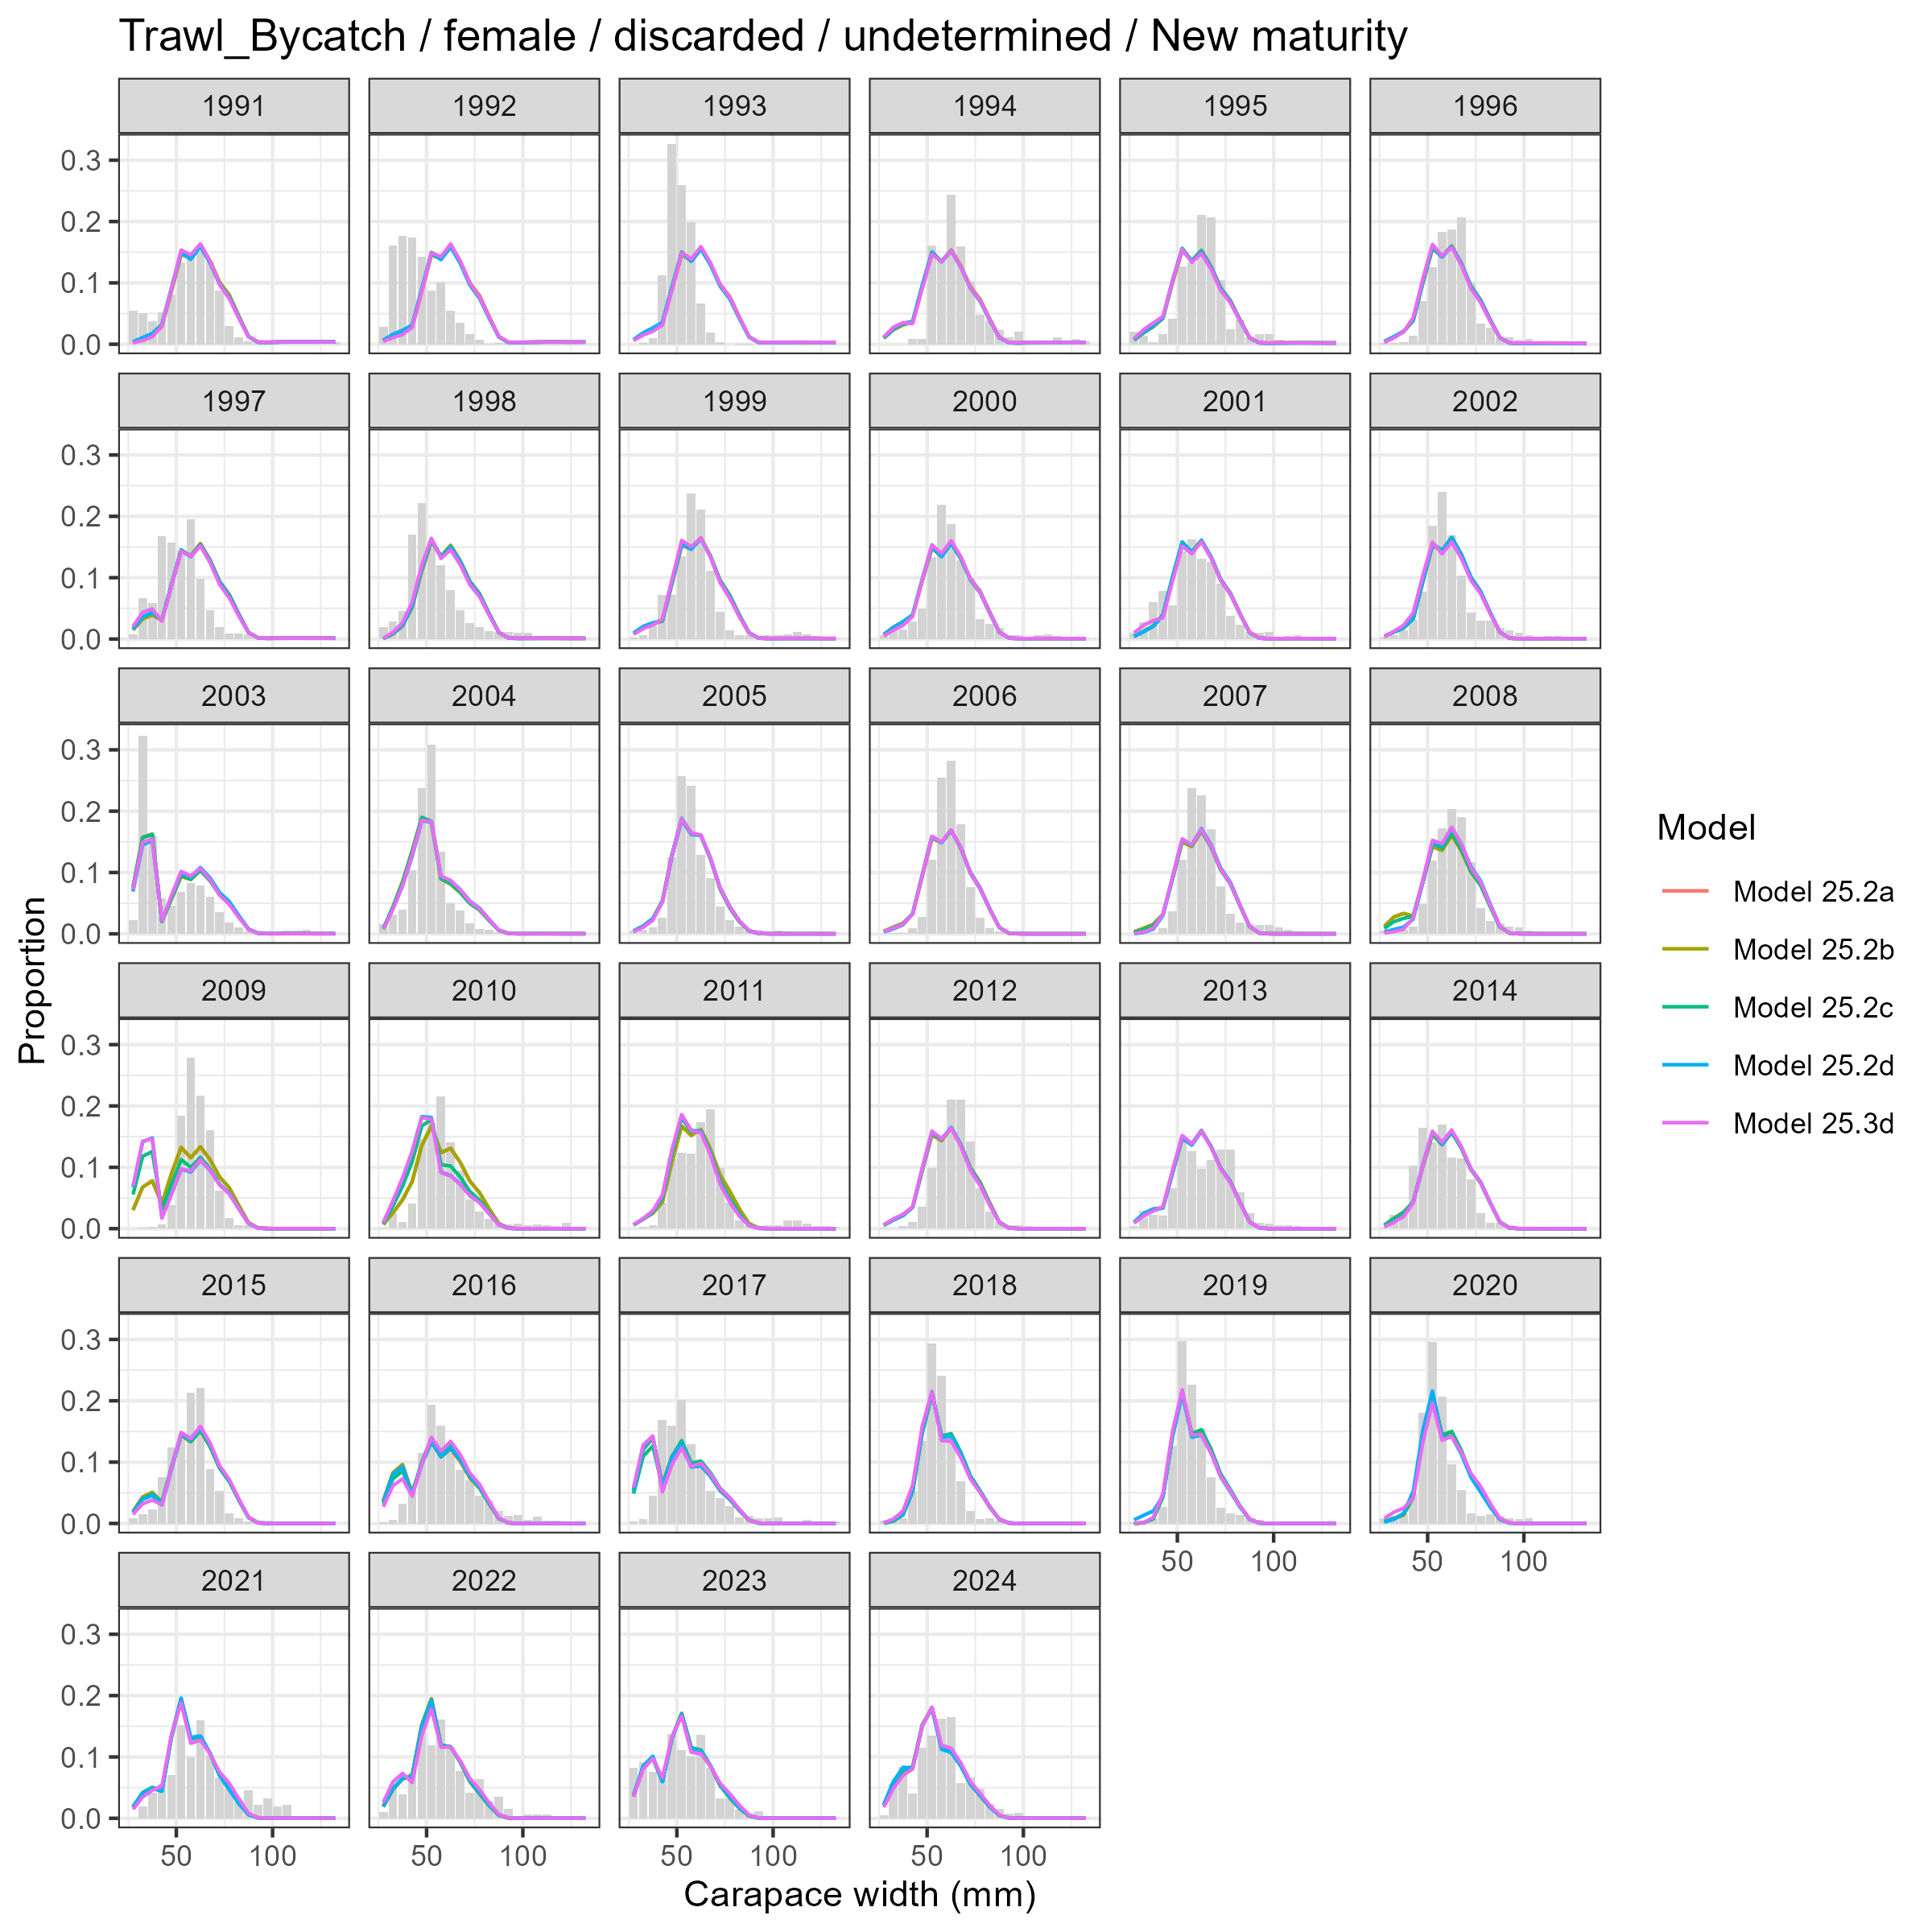 Trawl_Bycatch / female / discarded / undetermined / New maturity
1991 1992 1993 1994 1995 1996
0.3
0.2
0.1
0.0
1997 1998 1999 2000 2001 2002
0.3
0.2
0.1
0.0
2003 2004 2005 2006 2007 2008
0.3
0.2
0.1
0.0
2009 2010 2011 2012 2013 2014
0.3
0.2
0.1
0.0
2015 2016 2017 2018 2019 2020
0.3
0.2
0.1
0.0
50 100 50 100
2021 2022 2023 2024
0.3
0.2
0.1
0.0
50 100 50 100 50 100 50 100
Carapace width (mm)
Proportion
Model
Model 25.2a
Model 25.2b
Model 25.2c
Model 25.2d
Model 25.3d